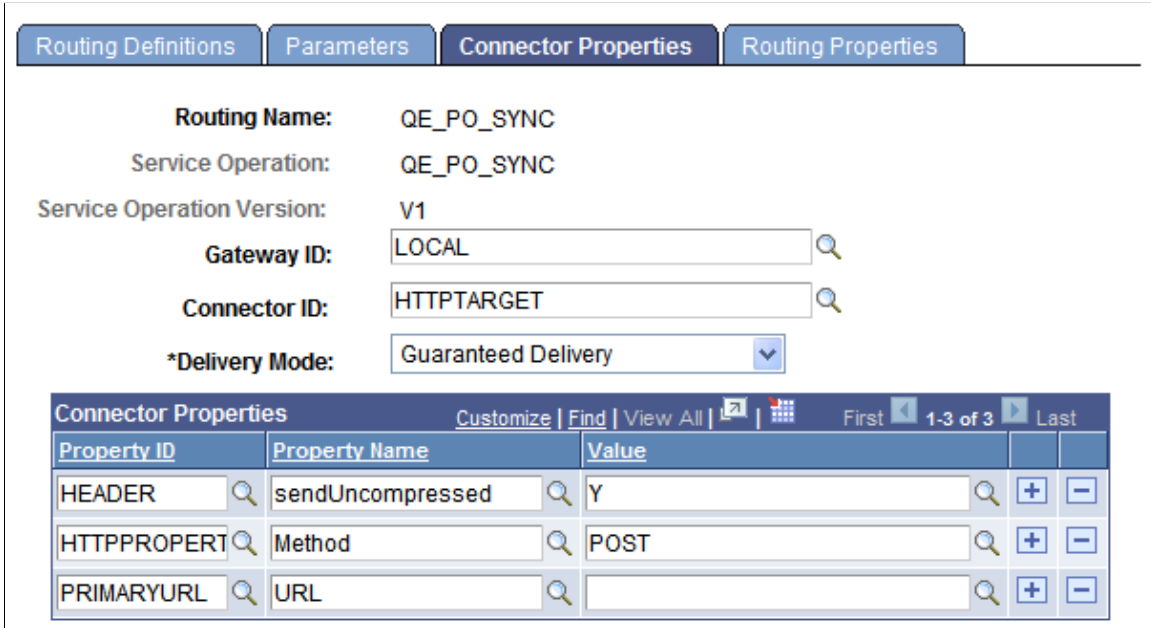 Routing Definitions Parameters Connector Properties Routing Properties
Routing Name: QE_PO_SYNC
Service Operation: QE_PO_SYNC
Service Operation Version: V1
Gateway ID: LOCAL
Connector ID: HTTPTARGET
*Delivery Mode: Guaranteed Delivery
Connector Properties Customize | Find | View All | | First 1-3 of 3 Last
Property ID Property Name Value
HEADER sendUncompressed Y
HTTPPROPERT Method POST
PRIMARYURL URL